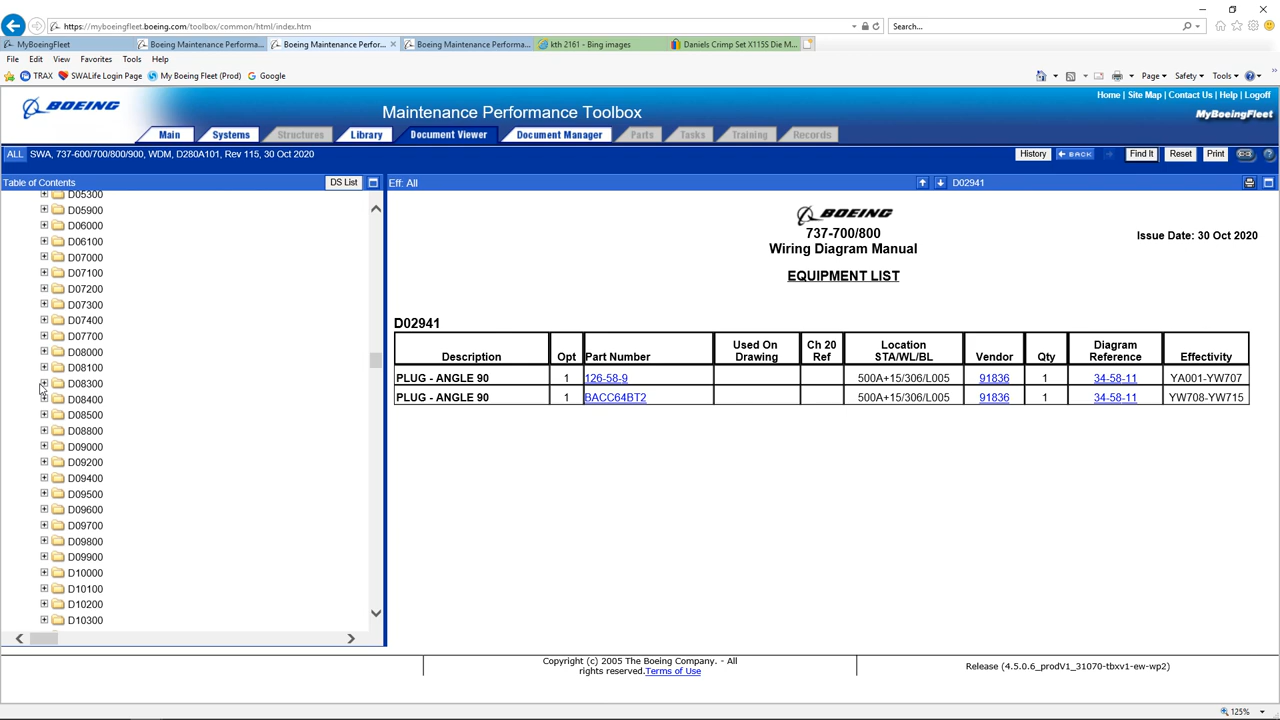 https://myboeingfleet.boeing.com/toolbox/common/html/index.htm
Search...
MyBoeingFleet
Boeing Maintenance Performa...
Boeing Maintenance Perfor...
Boeing Maintenance Performa...
kth 2161 - Bing images
Daniels Crimp Set X115S Die M...
File Edit View Favorites Tools Help
TRAX
SWALife Login Page
My Boeing Fleet (Prod)
Google
Page
Safety
Tools
BOEING
Home | Site Map | Contact Us | Help | Logoff
Maintenance Performance Toolbox
MyBoeingFleet
Main Systems Structures Library Document Viewer Document Manager Parts Tasks Training Records
ALL SWA, 737-600/700/800/900, WDM, D280A101, Rev 115, 30 Oct 2020
History BACK Find It Reset Print
Table of Contents
DS List
Eff: All
D02941
D05300
D05900
D06000
D06100
D07000
D07100
D07200
D07300
D07400
D07700
D08000
D08100
D08300
D08400
D08500
D08800
D09000
D09200
D09400
D09500
D09600
D09700
D09800
D09900
D10000
D10100
D10200
D10300
BOEING
737-700/800
Wiring Diagram Manual
Issue Date: 30 Oct 2020
EQUIPMENT LIST
D02941
Description Opt Part Number Used On Drawing Ch 20 Ref Location STA/WL/BL Vendor Qty Diagram Reference Effectivity
PLUG - ANGLE 90 1 126-58-9 500A+15/306/L005 91836 1 34-58-11 YA001-YW707
PLUG - ANGLE 90 1 BACC64BT2 500A+15/306/L005 91836 1 34-58-11 YW708-YW715
Copyright (c) 2005 The Boeing Company. - All
rights reserved.Terms of Use
Release (4.5.0.6_prodV1_31070-tbxv1-ew-wp2)
125%